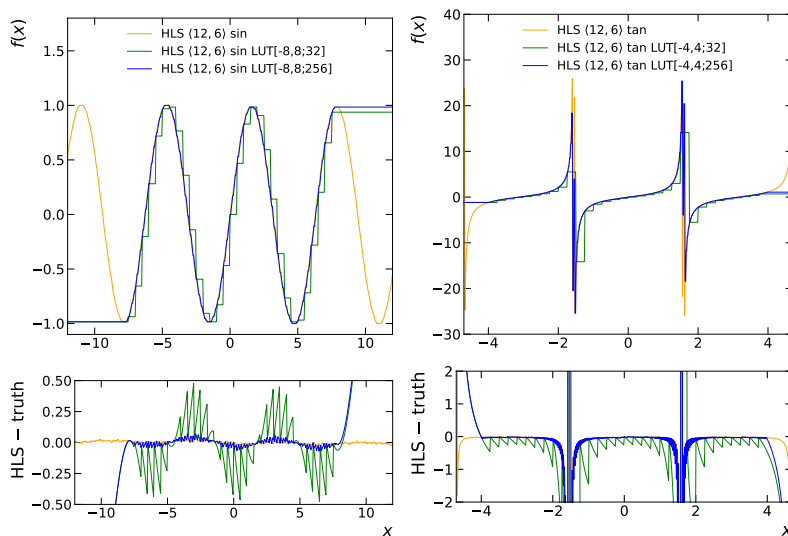 f(x)
HLS ⟨12, 6⟩ sin
HLS ⟨12, 6⟩ sin LUT[-8,8;32]
HLS ⟨12, 6⟩ sin LUT[-8,8;256]
1.5
1.0
0.5
0.0
−0.5
−1.0
−10 −5 0 5 10
HLS − truth
0.50
0.25
0.00
−0.25
−0.50
−10 −5 0 5 10
x
f(x)
HLS ⟨12, 6⟩ tan
HLS ⟨12, 6⟩ tan LUT[-4,4;32]
HLS ⟨12, 6⟩ tan LUT[-4,4;256]
40
30
20
10
0
−10
−20
−30
−4 −2 0 2 4
HLS − truth
2
1
0
−1
−2
−4 −2 0 2 4
x